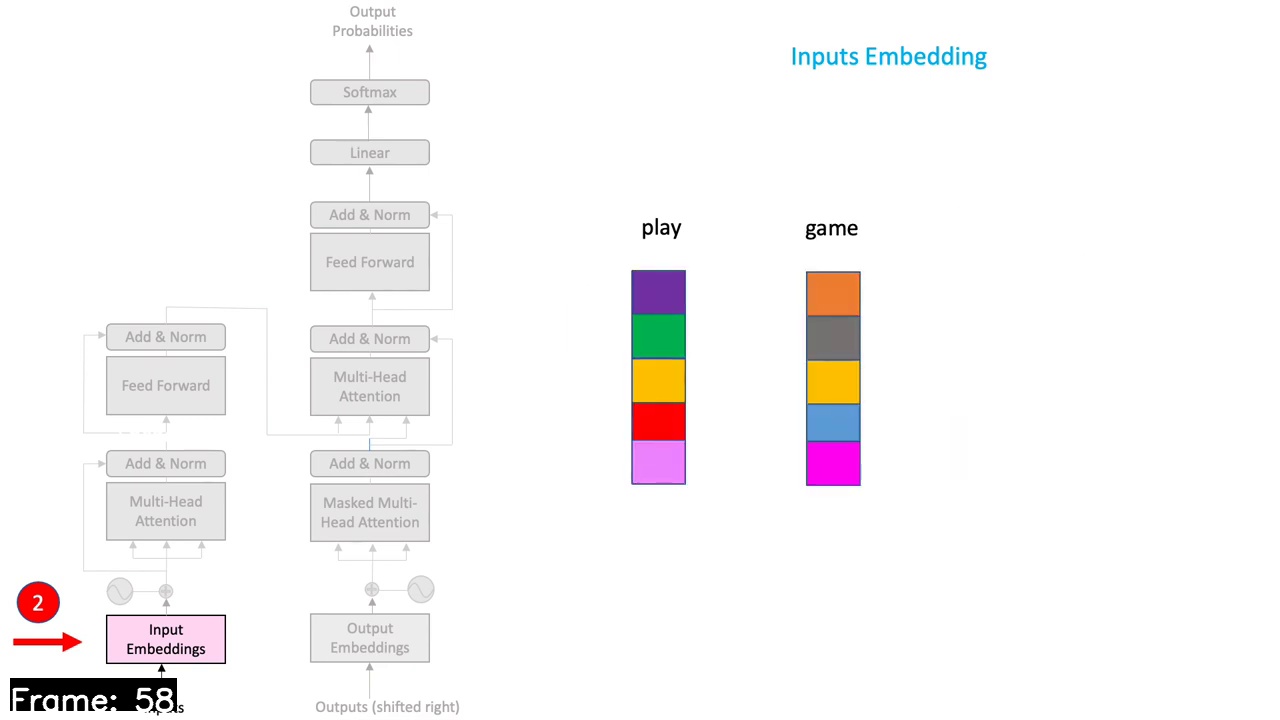 Output
Probabilities
Softmax
Linear
Add & Norm
Feed Forward
Add & Norm
Multi-Head
Attention
Add & Norm
Masked Multi-
Head Attention
Output
Embeddings
Outputs (shifted right)
Add & Norm
Feed Forward
Add & Norm
Multi-Head
Attention
2
Input
Embeddings
Frame: 58
Inputs Embedding
play game